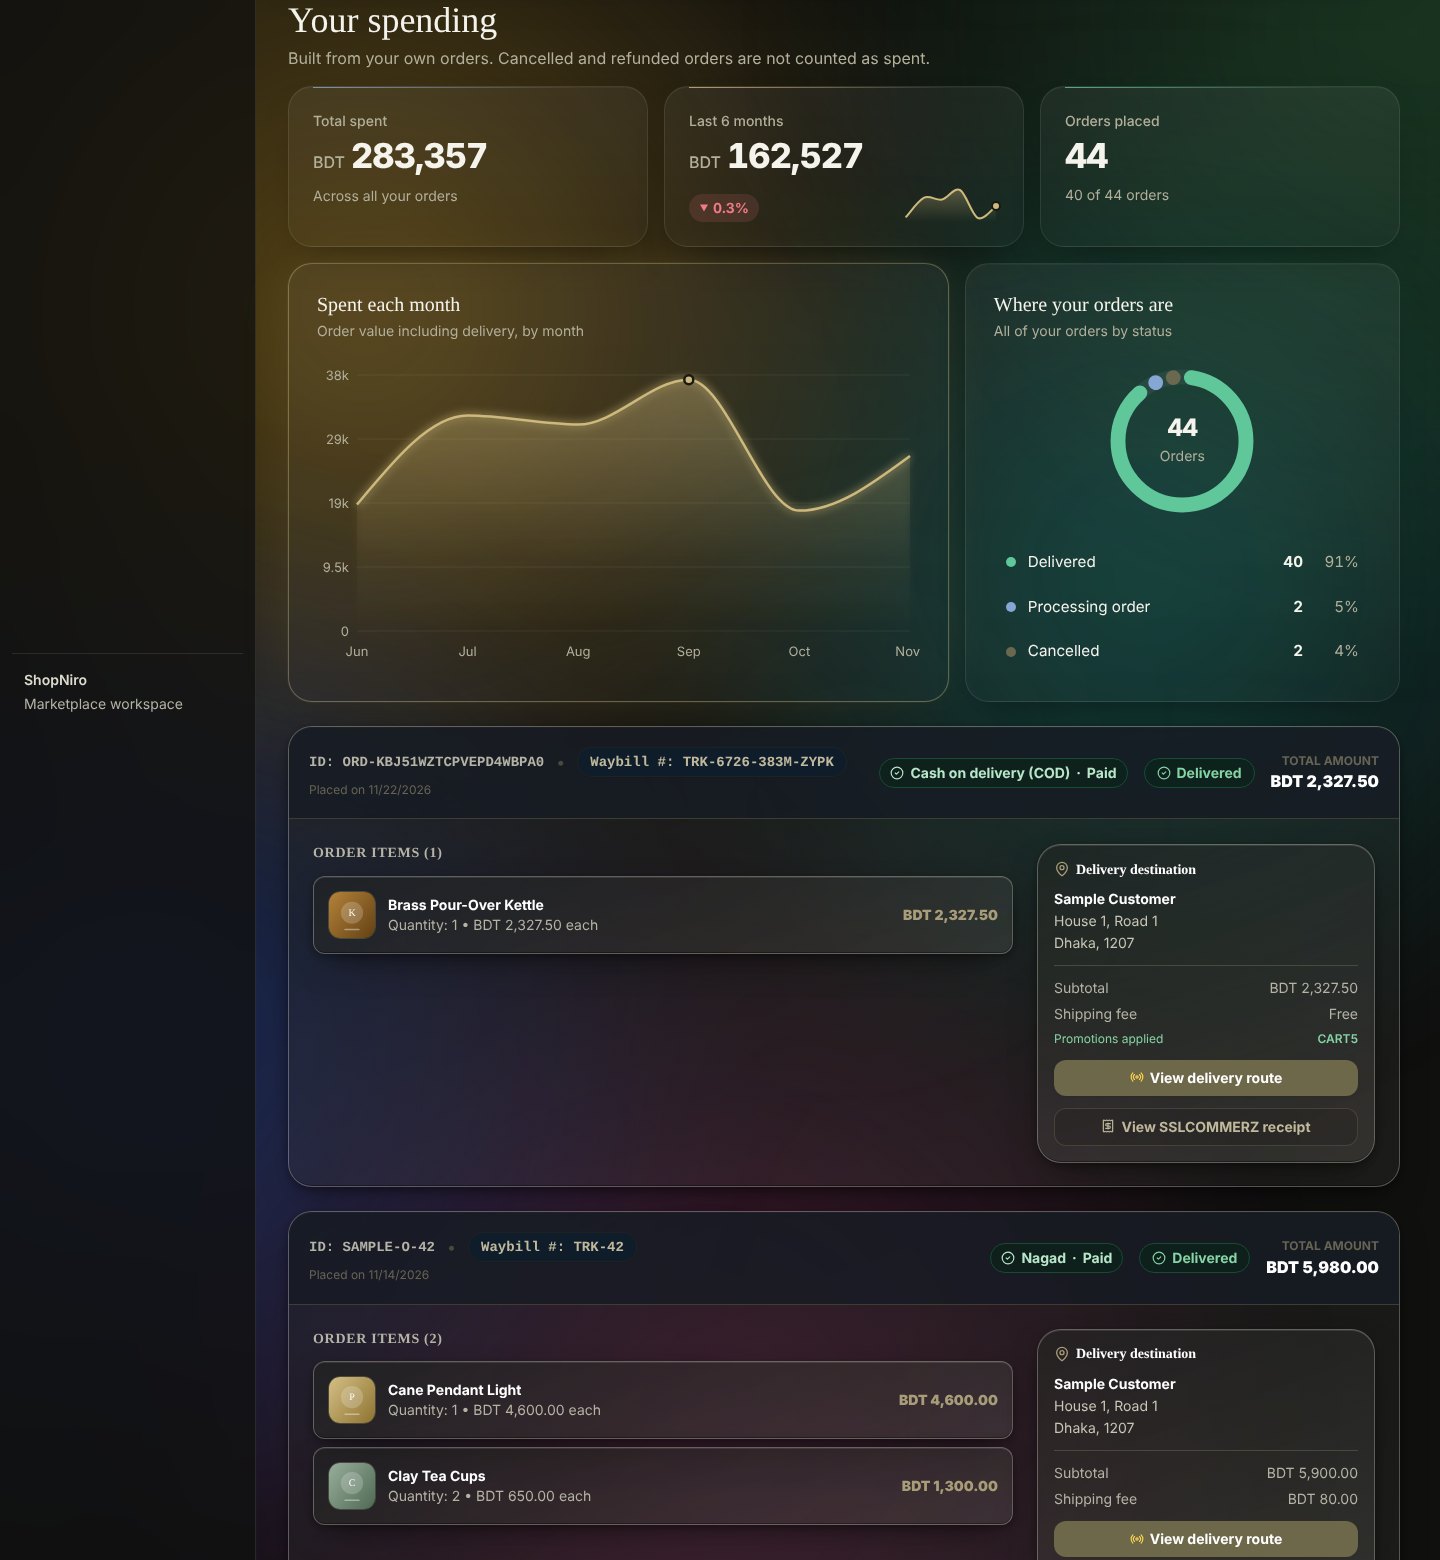 Your spending
Built from your own orders. Cancelled and refunded orders are not counted as spent.
Total spent
BDT 283,357
Across all your orders
Last 6 months
BDT 162,527
▼ 0.3%
Orders placed
44
40 of 44 orders
Spent each month
Order value including delivery, by month
38k
29k
19k
9.5k
0
Jun Jul Aug Sep Oct Nov
Where your orders are
All of your orders by status
44
Orders
Delivered 40 91%
Processing order 2 5%
Cancelled 2 4%
ShopNiro
Marketplace workspace
ID: ORD-KBJ51WZTCPVEPD4WBPA0 • Waybill #: TRK-6726-383M-ZYPK
Placed on 11/22/2026
Cash on delivery (COD) · Paid
Delivered
TOTAL AMOUNT
BDT 2,327.50
ORDER ITEMS (1)
K
Brass Pour-Over Kettle
Quantity: 1 • BDT 2,327.50 each
BDT 2,327.50
Delivery destination
Sample Customer
House 1, Road 1
Dhaka, 1207
Subtotal BDT 2,327.50
Shipping fee Free
Promotions applied CART5
View delivery route
View SSLCOMMERZ receipt
ID: SAMPLE-O-42 • Waybill #: TRK-42
Placed on 11/14/2026
Nagad · Paid
Delivered
TOTAL AMOUNT
BDT 5,980.00
ORDER ITEMS (2)
P
Cane Pendant Light
Quantity: 1 • BDT 4,600.00 each
BDT 4,600.00
C
Clay Tea Cups
Quantity: 2 • BDT 650.00 each
BDT 1,300.00
Delivery destination
Sample Customer
House 1, Road 1
Dhaka, 1207
Subtotal BDT 5,900.00
Shipping fee BDT 80.00
View delivery route